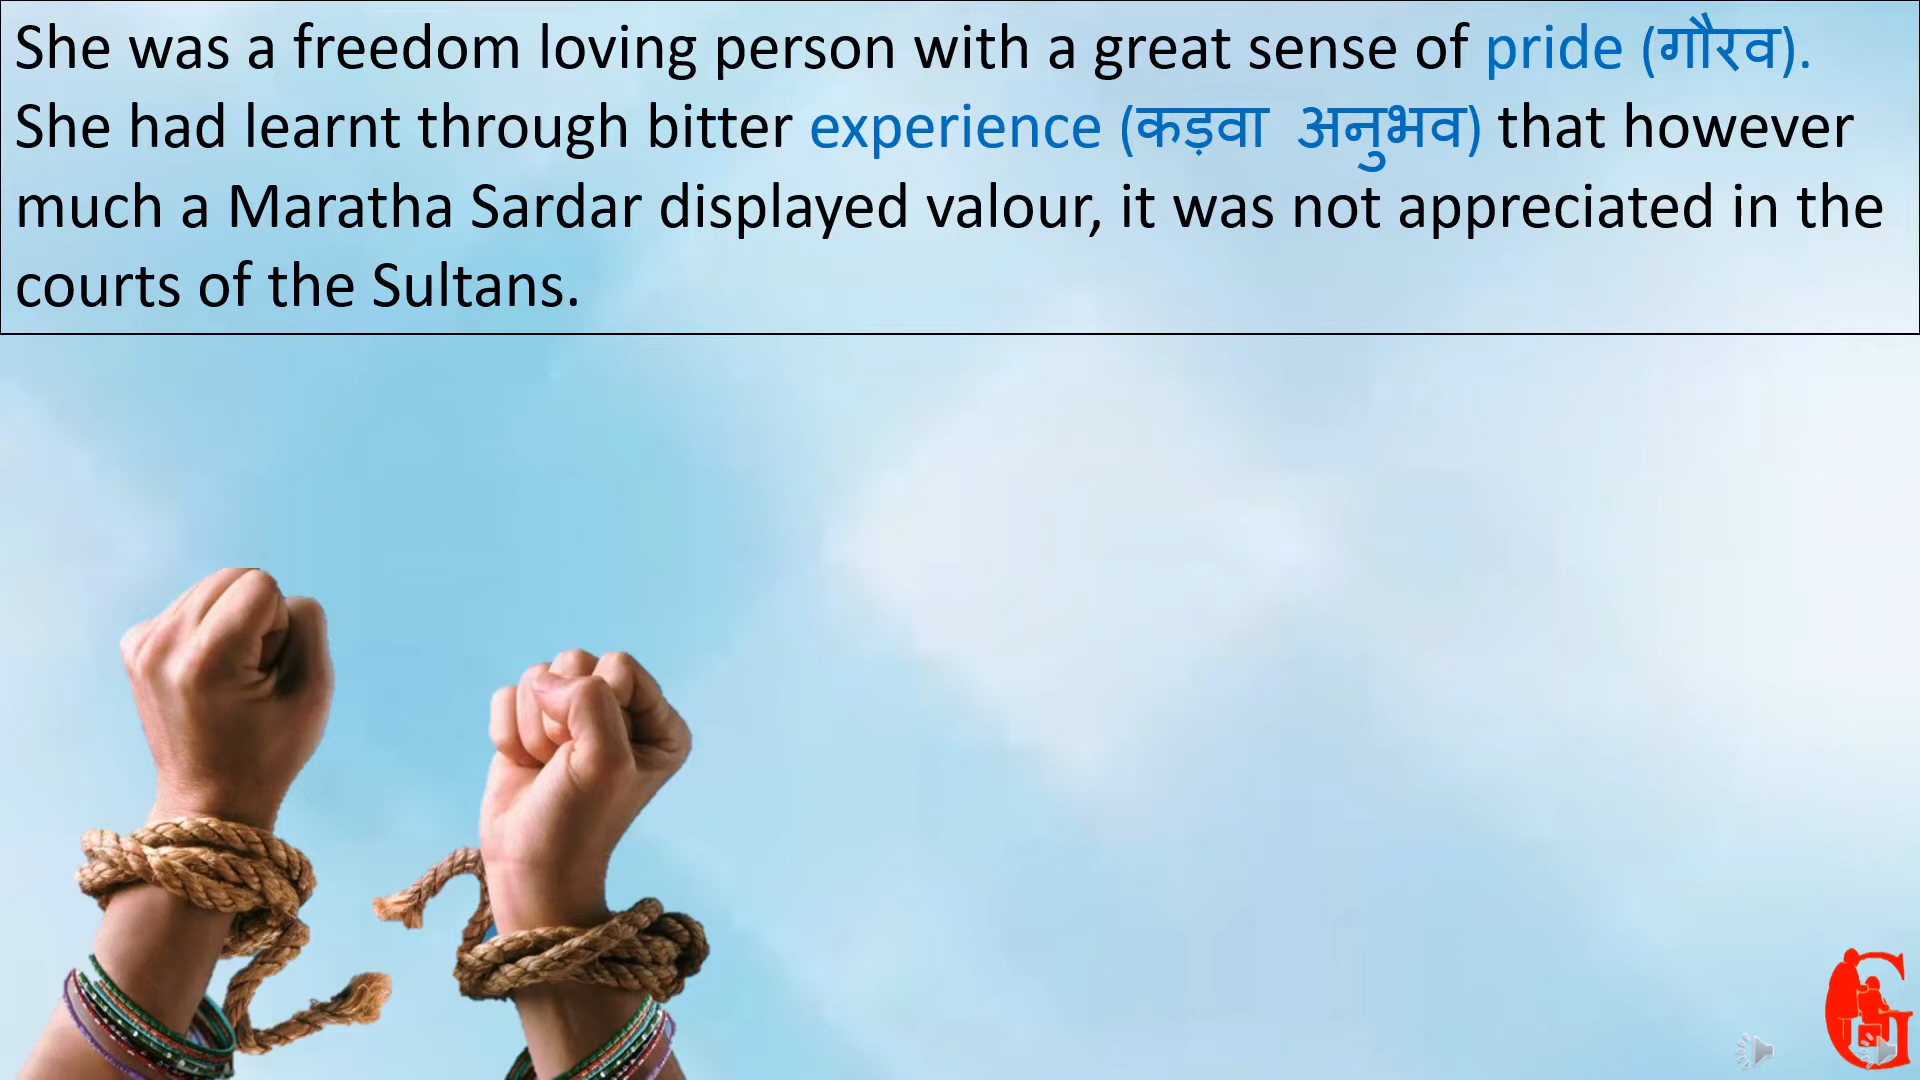 She was a freedom loving person with a great sense of pride (गौरव).
She had learnt through bitter experience (कड़वा अनुभव) that however
much a Maratha Sardar displayed valour, it was not appreciated in the
courts of the Sultans.